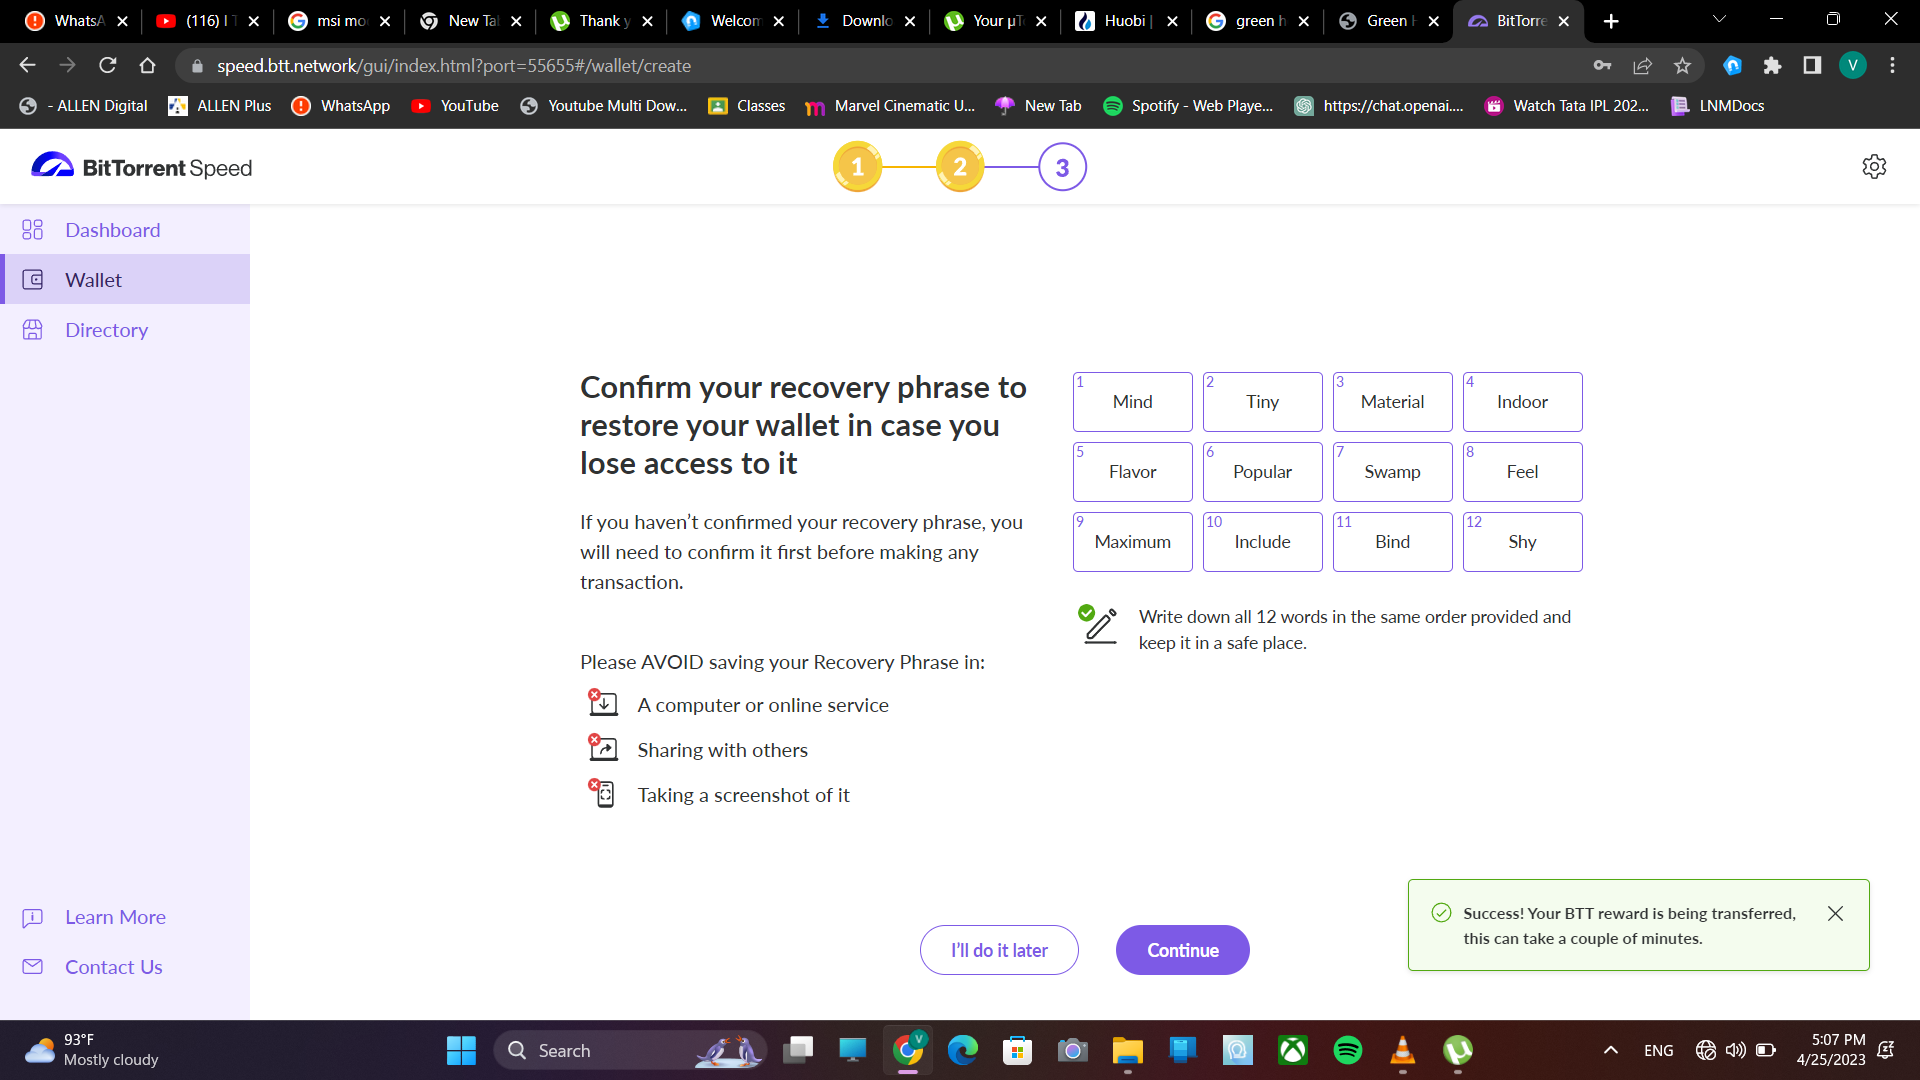 WhatsA
(116) I T
msi mo
New Tab
Thank y
Welcom
Downlo
Your µT
Huobi |
green h
Green H
BitTorre
speed.btt.network/gui/index.html?port=55655#/wallet/create
V
- ALLEN Digital
ALLEN Plus
WhatsApp
YouTube
Youtube Multi Dow...
Classes
Marvel Cinematic U...
New Tab
Spotify - Web Playe...
https://chat.openai....
Watch Tata IPL 202...
LNMDocs
BitTorrent Speed
1
2
3
Dashboard
Wallet
Directory
Learn More
Contact Us
Confirm your recovery phrase to
restore your wallet in case you
lose access to it
If you haven’t confirmed your recovery phrase, you
will need to confirm it first before making any
transaction.
Please AVOID saving your Recovery Phrase in:
A computer or online service
Sharing with others
Taking a screenshot of it
1 Mind
2 Tiny
3 Material
4 Indoor
5 Flavor
6 Popular
7 Swamp
8 Feel
9 Maximum
10 Include
11 Bind
12 Shy
Write down all 12 words in the same order provided and
keep it in a safe place.
I’ll do it later
Continue
Success! Your BTT reward is being transferred,
this can take a couple of minutes.
93°F
Mostly cloudy
Search
V
ENG
5:07 PM
4/25/2023